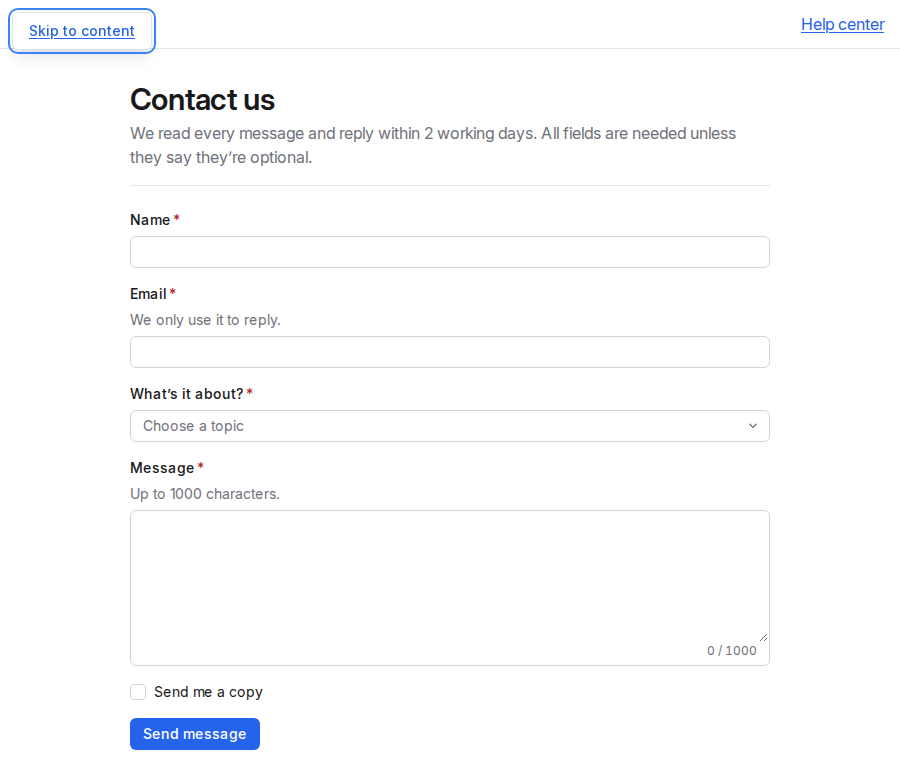 Skip to content
Help center
Contact us
We read every message and reply within 2 working days. All fields are needed unless
they say they’re optional.
Name *
Email *
We only use it to reply.
What’s it about? *
Choose a topic
Message *
Up to 1000 characters.
0 / 1000
Send me a copy
Send message